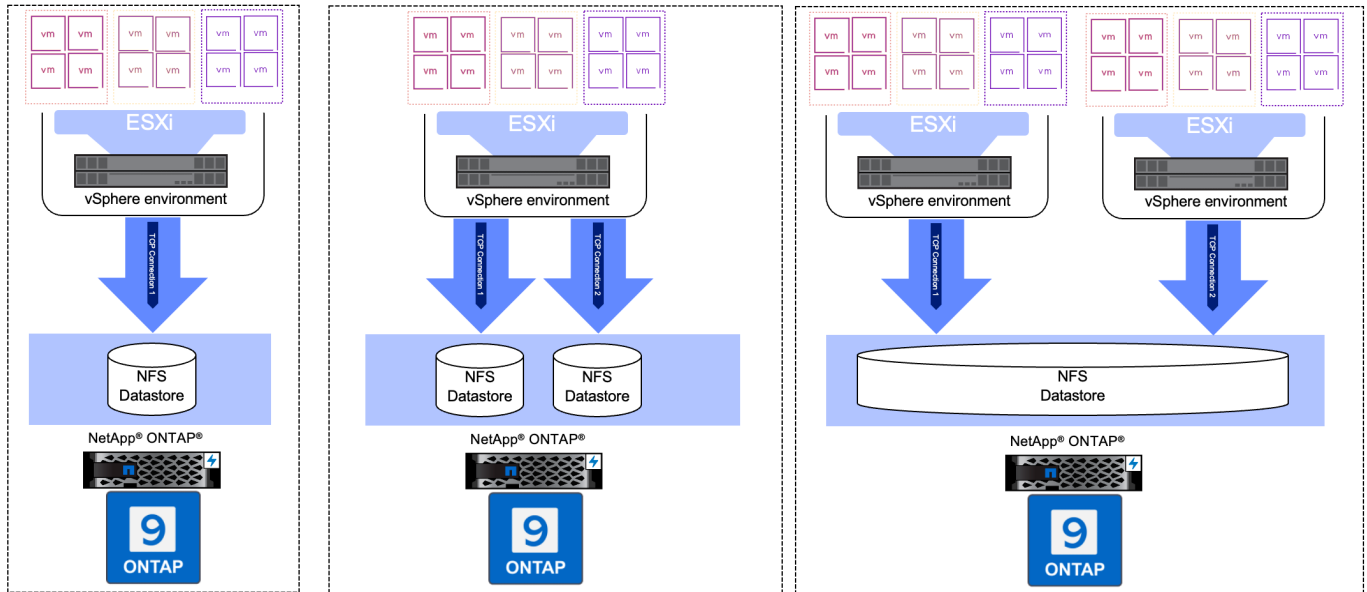 vm vm vm vm vm vm
vm vm vm vm vm vm
ESXi
vSphere environment
TCP Connection 1
NFS
Datastore
NetApp® ONTAP®
9
ONTAP
vm vm vm vm vm vm
vm vm vm vm vm vm
ESXi
vSphere environment
TCP Connection 1
TCP Connection 2
NFS
Datastore
NFS
Datastore
NetApp® ONTAP®
9
ONTAP
vm vm vm vm vm vm
vm vm vm vm vm vm
ESXi
vSphere environment
TCP Connection 1
vm vm vm vm vm vm
vm vm vm vm vm vm
ESXi
vSphere environment
TCP Connection 2
NFS
Datastore
NetApp® ONTAP®
9
ONTAP